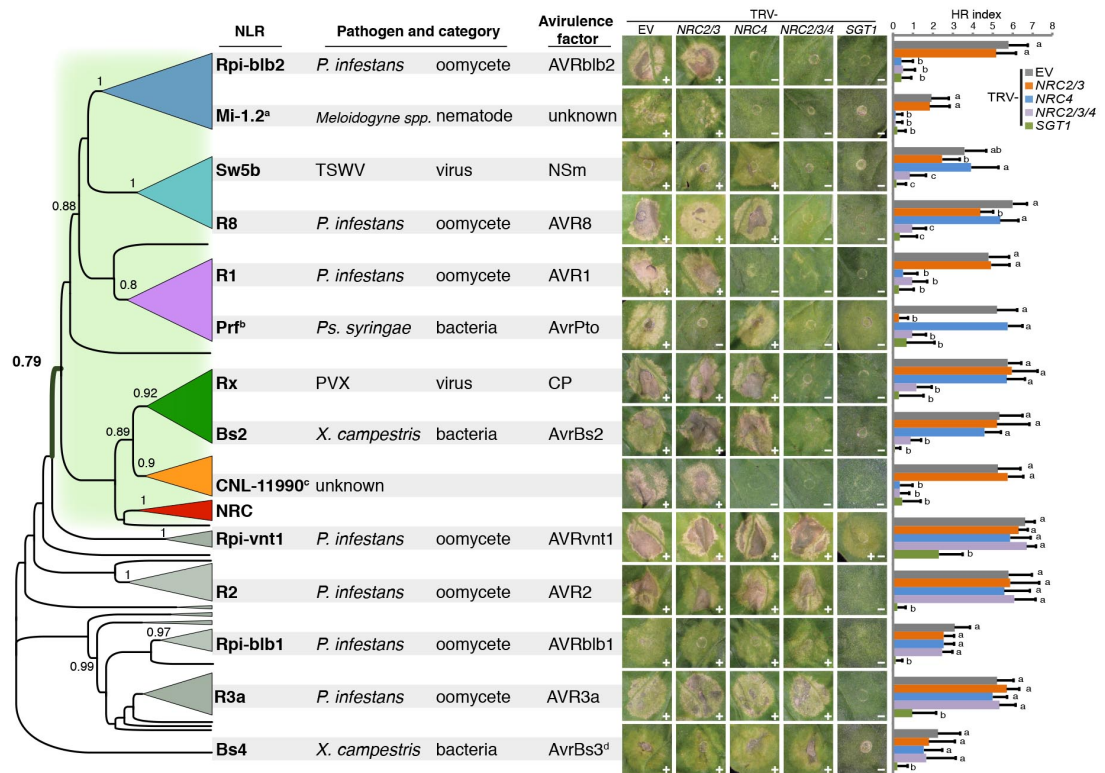 TRV-
HR index
NLR Pathogen and category Avirulence factor EV NRC2/3 NRC4 NRC2/3/4 SGT1 0 1 2 3 4 5 6 7 8
Rpi-blb2 P. infestans oomycete AVRblb2 + + – – – a a b b b
1
TRV-
EV
NRC2/3
NRC4
NRC2/3/4
SGT1
Mi-1.2a Meloidogyne spp. nematode unknown + + – – – a a b b b
Sw5b TSWV virus NSm + + + – – ab b a c c
1
0.88
R8 P. infestans oomycete AVR8 + + + – – a b a c c
R1 P. infestans oomycete AVR1 + + – – – a a b b b
0.8
Prfb Ps. syringae bacteria AvrPto + – + – – a b a b b
0.79
Rx PVX virus CP + + + – – a a a b b
0.92
0.89
Bs2 X. campestris bacteria AvrBs2 + + + – – a a a b b
0.9
CNL-11990c unknown + + – – – a a b b b
NRC
1
Rpi-vnt1 P. infestans oomycete AVRvnt1 + + + + + – a a a a b
1
R2 P. infestans oomycete AVR2 + + + + – a a a a b
1
Rpi-blb1 P. infestans oomycete AVRblb1 + + + + – a a a a b
0.97
0.99
R3a P. infestans oomycete AVR3a + + + + – a a a a b
Bs4 X. campestris bacteria AvrBs3d + + + + – a a a a b